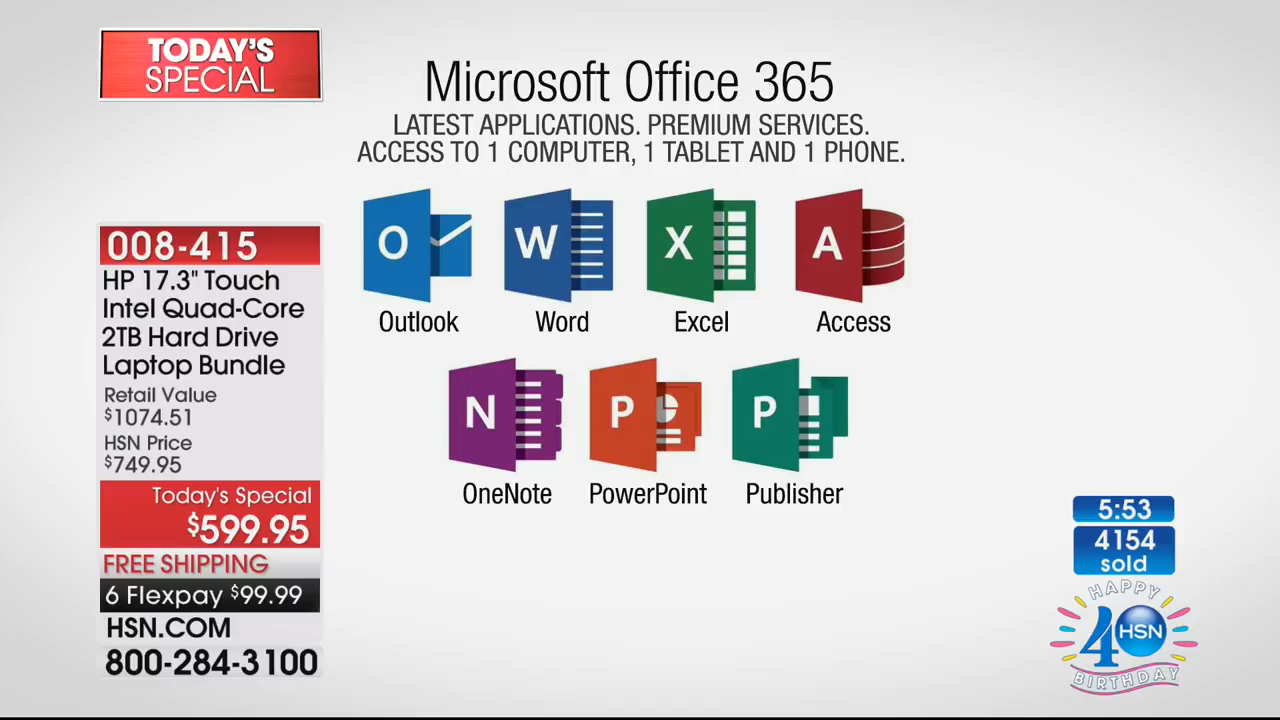 TODAY'S
SPECIAL
Microsoft Office 365
LATEST APPLICATIONS. PREMIUM SERVICES.
ACCESS TO 1 COMPUTER, 1 TABLET AND 1 PHONE.
O
W
X
A
Outlook
Word
Excel
Access
N
P
P
OneNote
PowerPoint
Publisher
008-415
HP 17.3" Touch
Intel Quad-Core
2TB Hard Drive
Laptop Bundle
Retail Value
$1074.51
HSN Price
$749.95
Today's Special
$599.95
FREE SHIPPING
6 Flexpay $99.99
HSN.COM
800-284-3100
5:53
4154
sold
HAPPY
40
HSN
BIRTHDAY